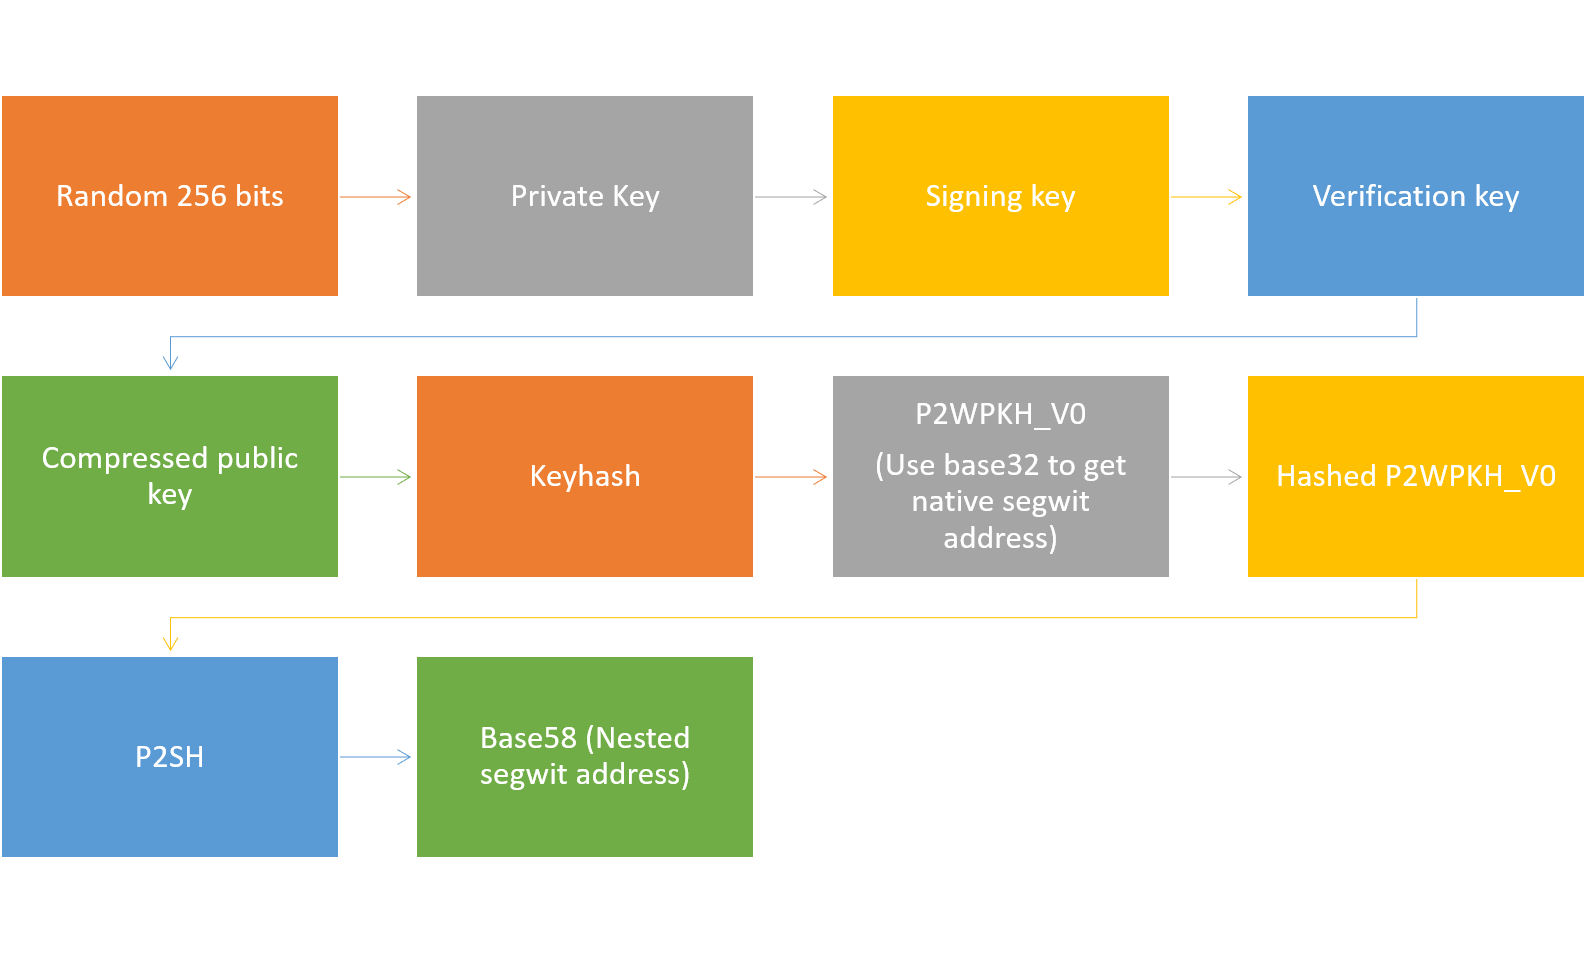 Random 256 bits
Private Key
Signing key
Verification key
Compressed public
key
Keyhash
P2WPKH_V0
(Use base32 to get
native segwit
address)
Hashed P2WPKH_V0
P2SH
Base58 (Nested
segwit address)